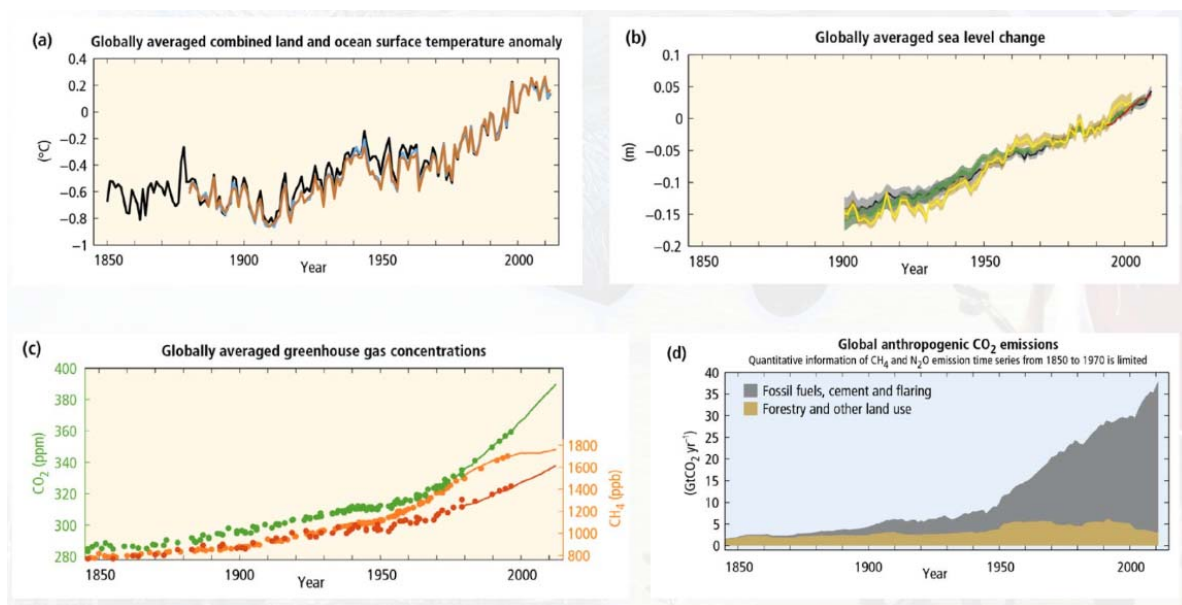 (a) Globally averaged combined land and ocean surface temperature anomaly
0.4
0.2
0
−0.2
−0.4
−0.6
−0.8
−1
(°C)
1850 1900 1950 2000
Year
(b) Globally averaged sea level change
0.1
0.05
0
−0.05
−0.1
−0.15
−0.2
(m)
1850 1900 1950 2000
Year
(c) Globally averaged greenhouse gas concentrations
400
380
360
340
320
300
280
CO2 (ppm)
1800
1600
1400
1200
1000
800
CH4 (ppb)
1850 1900 1950 2000
Year
(d) Global anthropogenic CO2 emissions
Quantitative information of CH4 and N2O emission time series from 1850 to 1970 is limited
40
35
30
25
20
15
10
5
0
(GtCO2 yr−1)
Fossil fuels, cement and flaring
Forestry and other land use
1850 1900 1950 2000
Year